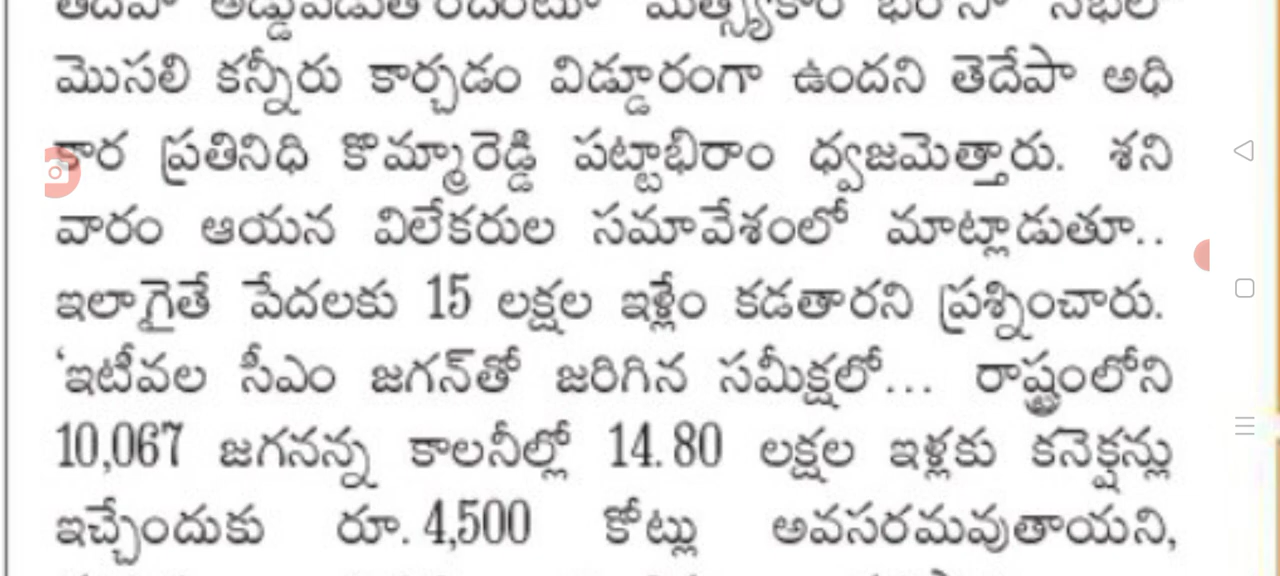 మొసలి కన్నీరు కార్చడం విడ్డూరంగా ఉందని తెదేపా అధి
కార ప్రతినిధి కొమ్మారెడ్డి పట్టాభిరాం ధ్వజమెత్తారు. శని
వారం ఆయన విలేకరుల సమావేశంలో మాట్లాడుతూ..
ఇలాగైతే పేదలకు 15 లక్షల ఇళ్లేం కడతారని ప్రశ్నించారు.
‘ఇటీవల సీఎం జగన్‌తో జరిగిన సమీక్షలో... రాష్ట్రంలోని
10,067 జగనన్న కాలనీల్లో 14.80 లక్షల ఇళ్లకు కనెక్షన్లు
ఇచ్చేందుకు రూ.4,500 కోట్లు అవసరమవుతాయని,